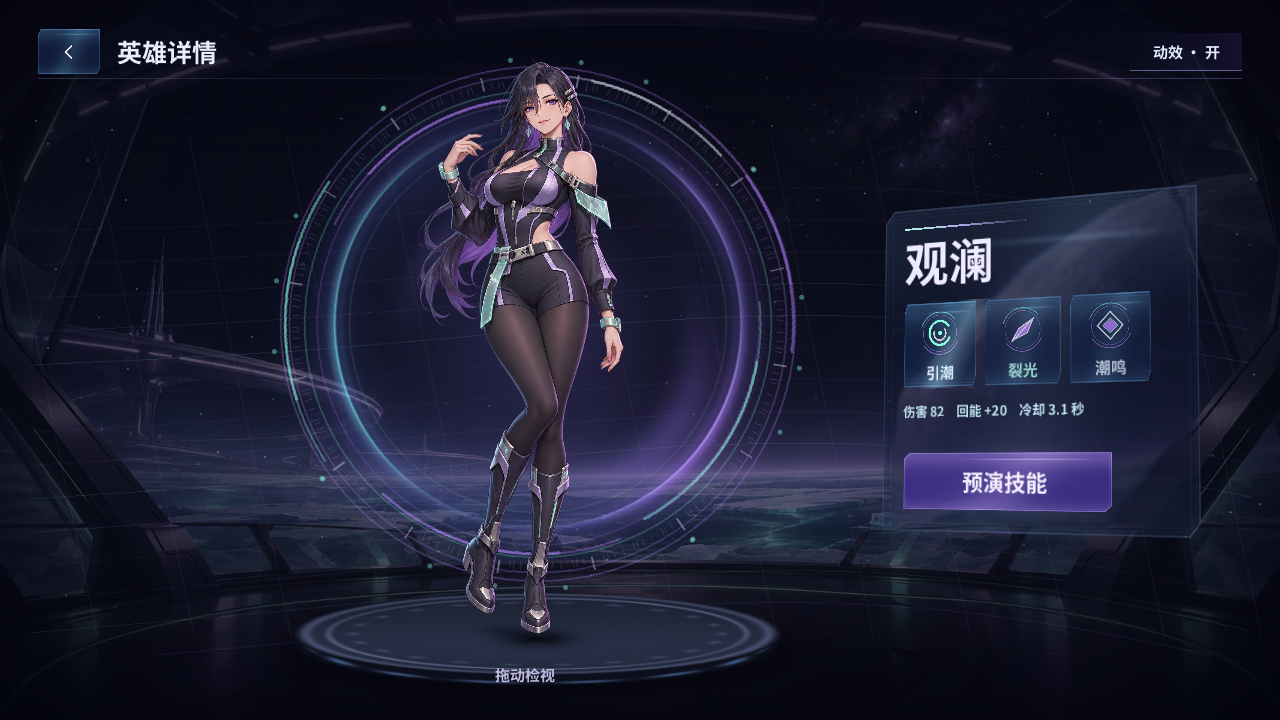 英雄详情
动效 · 开
观澜
引潮 裂光 潮鸣
伤害 82 回能 +20 冷却 3.1 秒
预演技能
拖动检视